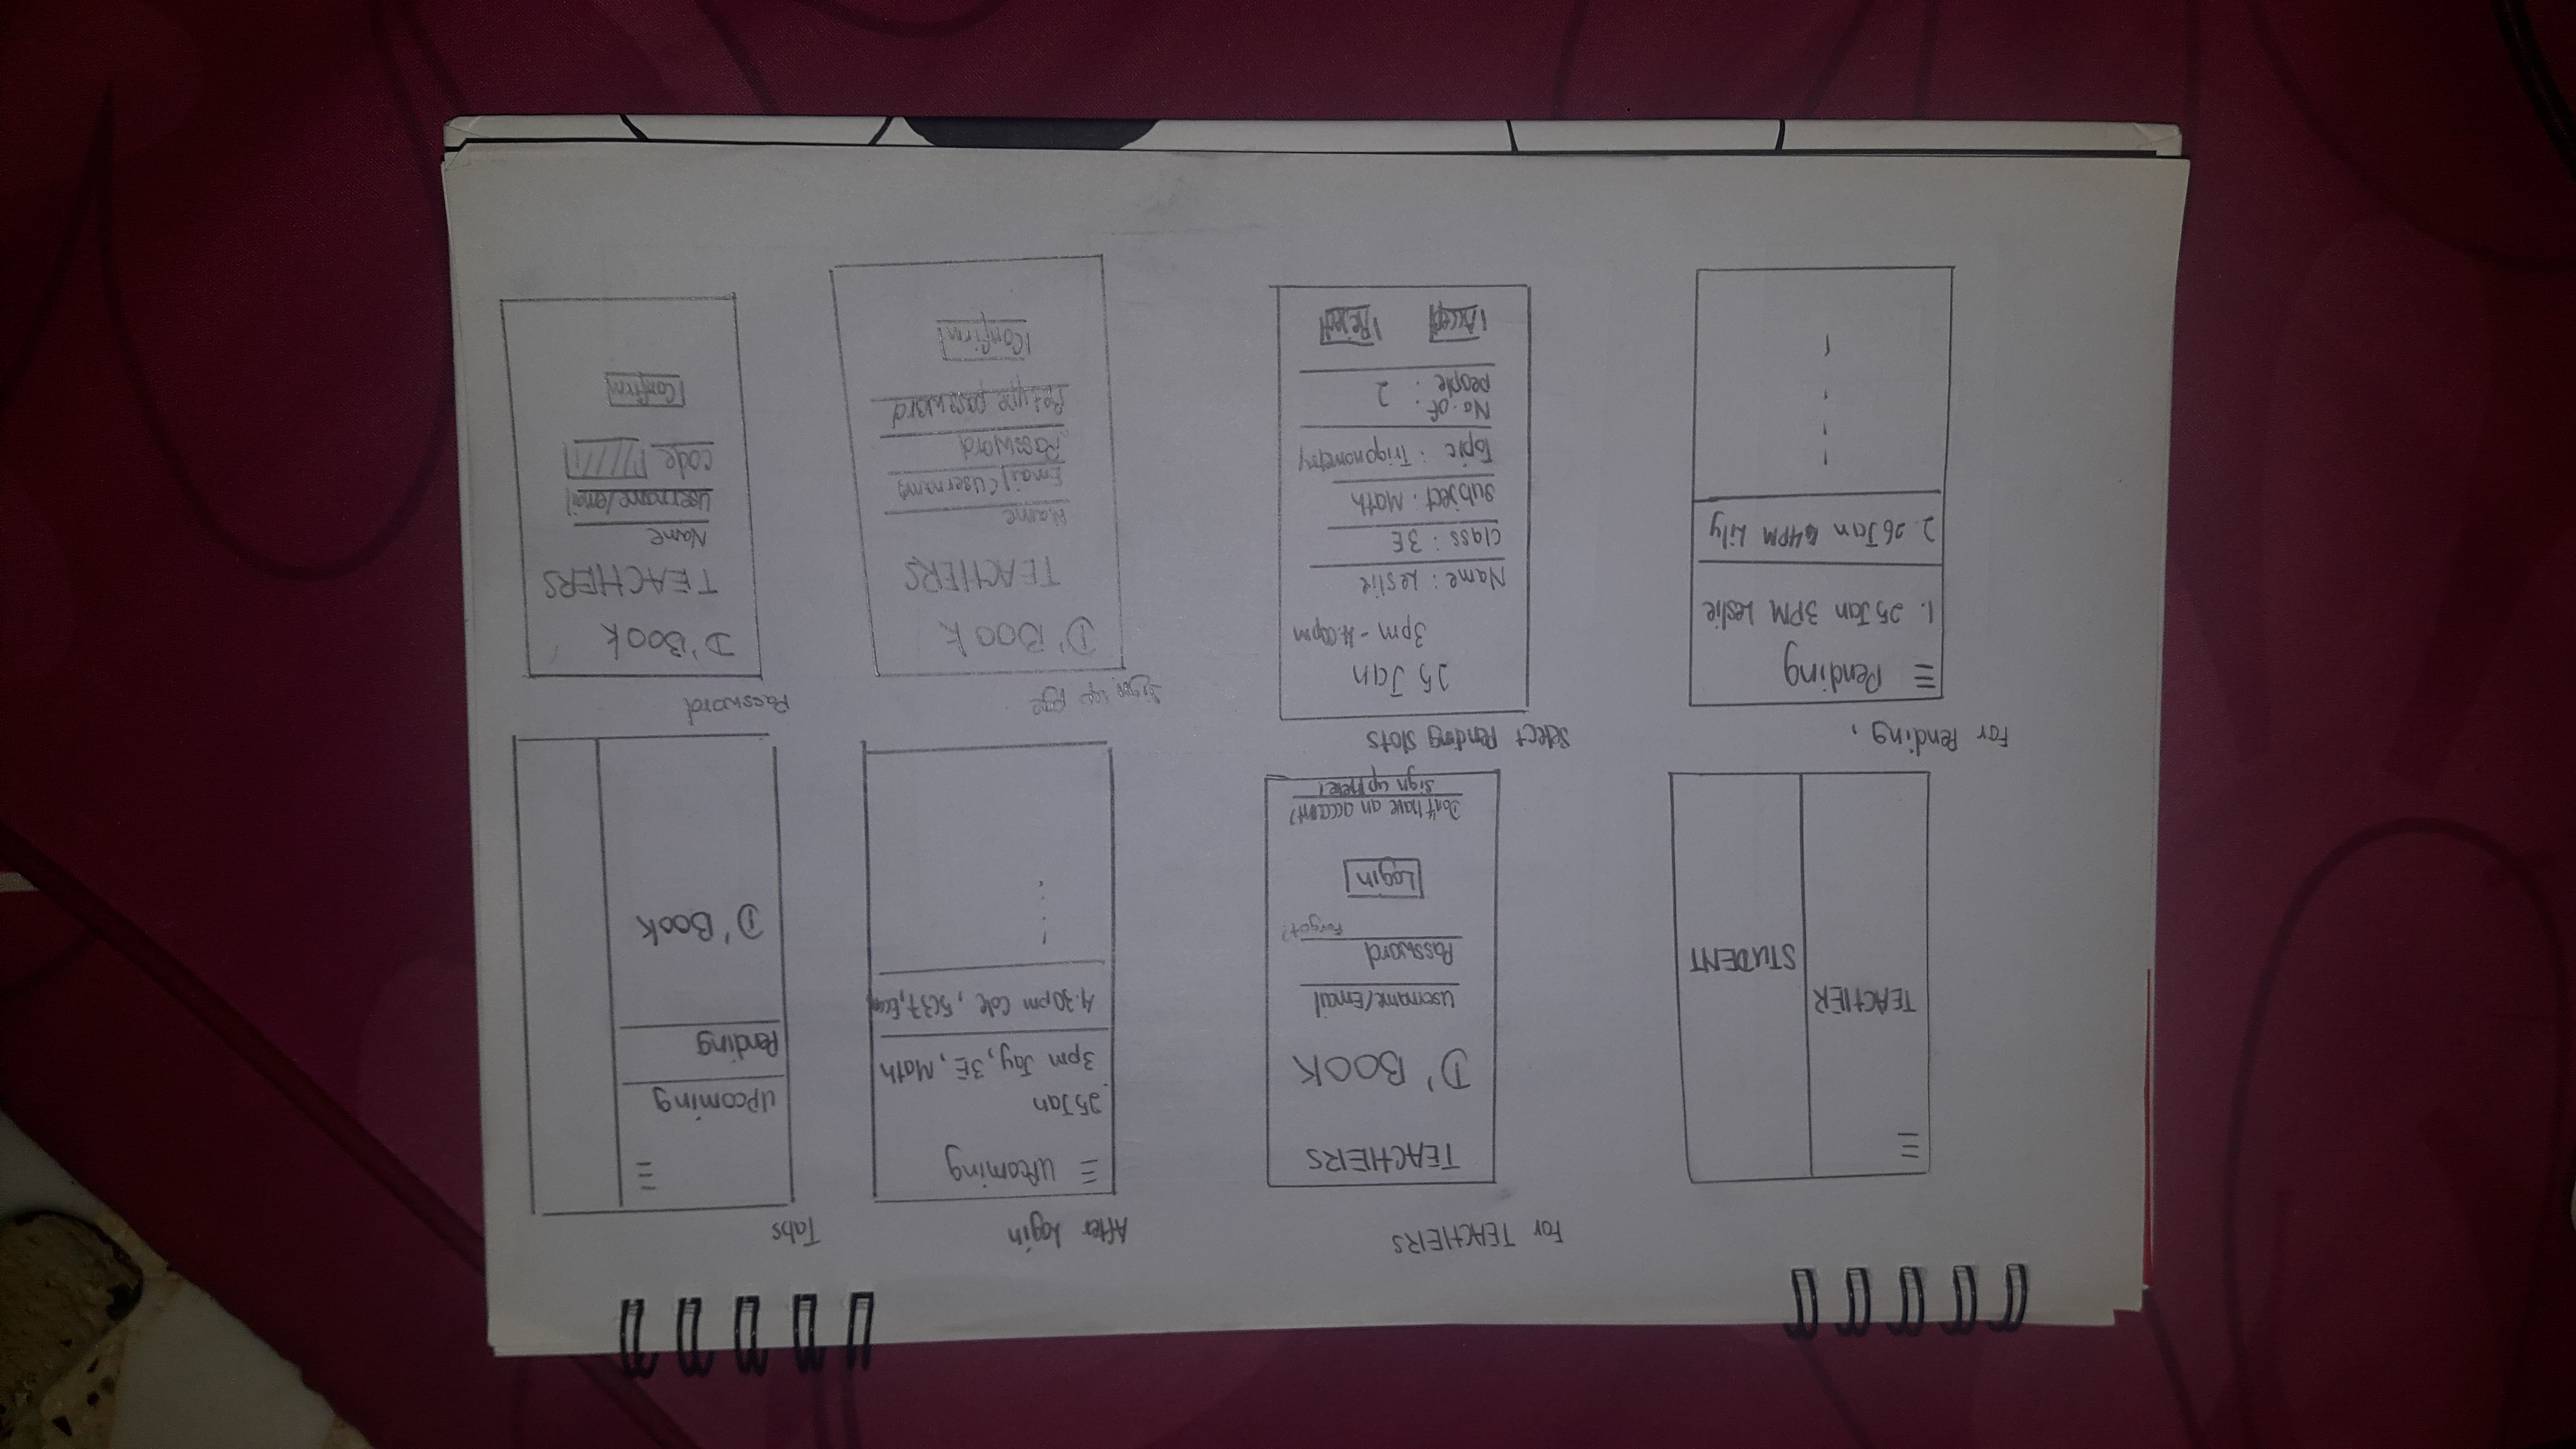 TEACHER
STUDENT
For TEACHERS
TEACHERS
D' BOOK
Username/Email
Password
Forgot?
Login
Don't have an account?
Sign up here!
After Login
Upcoming
25 Jan
3pm Jay, 3E, Math
4.30pm Cole, 5C37, Econ
Tabs
Upcoming
Pending
D' Book
For Pending,
Pending
1. 25 Jan 3PM Leslie
2. 26 Jan 4PM Lily
Select Pending Slots
25 Jan
3pm - 4.00pm
Name : Leslie
Class : 3E
Subject : Math
Topic : Trigonometry
No. of
people : 2
Accept
Reject
Sign up page
D' Book
TEACHERS
Name
Email (Username)
Password
Retype password
Confirm
Password
D'Book
TEACHERS
Name
Username/email
code
Confirm